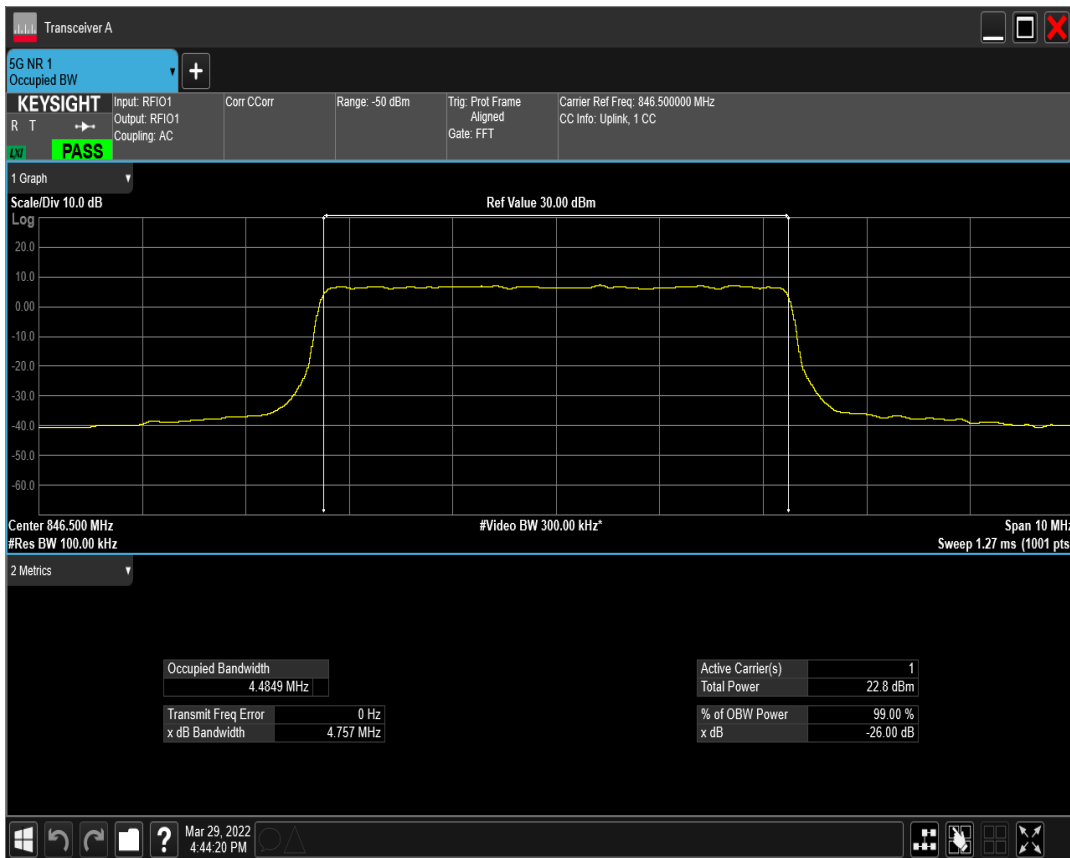 Transceiver A
5G NR 1
Occupied BW
+
KEYSIGHT
R T
LXI
PASS
Input: RFIO1
Output: RFIO1
Coupling: AC
Corr CCorr
Range: -50 dBm
Trig: Prot Frame
Aligned
Gate: FFT
Carrier Ref Freq: 846.500000 MHz
CC Info: Uplink, 1 CC
1 Graph
Scale/Div 10.0 dB
Ref Value 30.00 dBm
Log
20.0
10.0
0.00
-10.0
-20.0
-30.0
-40.0
-50.0
-60.0
Center 846.500 MHz
#Video BW 300.00 kHz*
Span 10 MHz
#Res BW 100.00 kHz
Sweep 1.27 ms (1001 pts
2 Metrics
Occupied Bandwidth
4.4849 MHz
Transmit Freq Error 0 Hz
x dB Bandwidth 4.757 MHz
Active Carrier(s) 1
Total Power 22.8 dBm
% of OBW Power 99.00 %
x dB -26.00 dB
?
Mar 29, 2022
4:44:20 PM